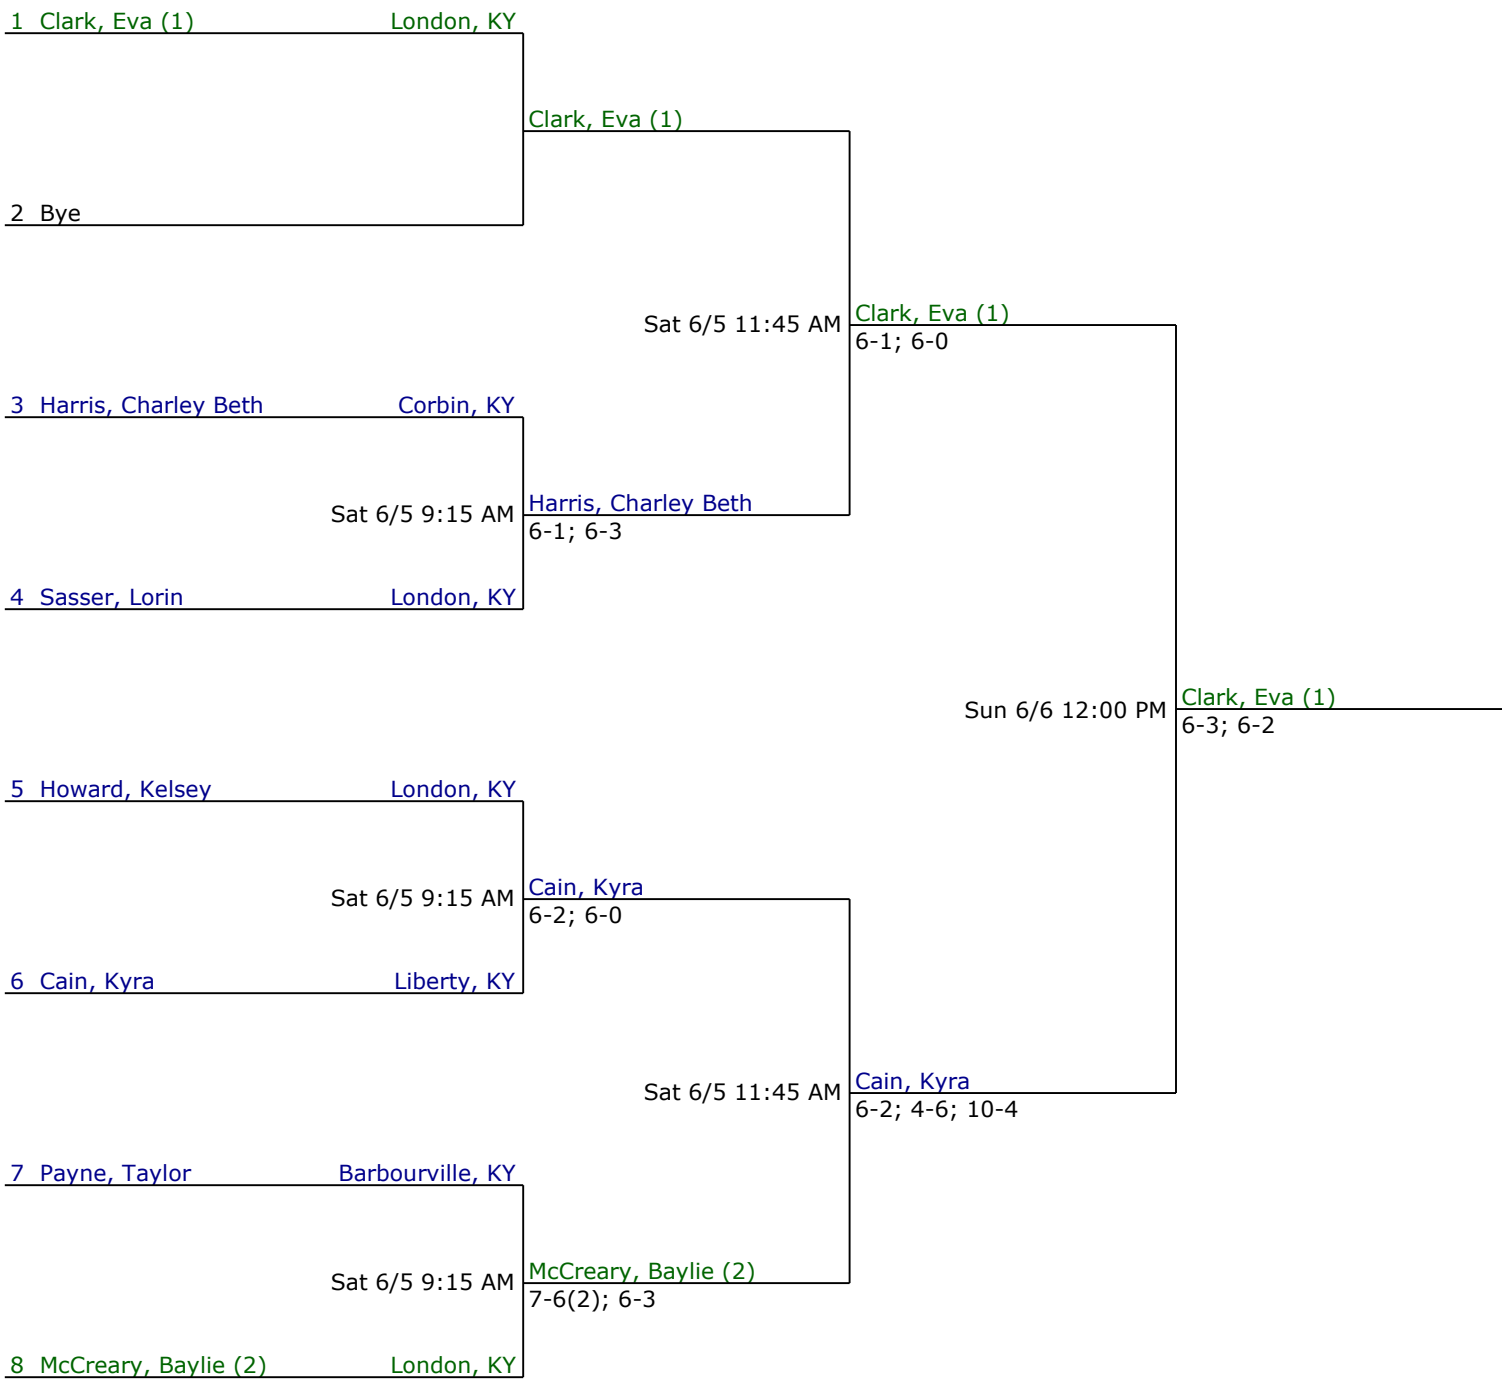 1 Clark, Eva (1) London, KY
Clark, Eva (1)
2 Bye
Sat 6/5 11:45 AM Clark, Eva (1)
6-1; 6-0
3 Harris, Charley Beth Corbin, KY
Sat 6/5 9:15 AM Harris, Charley Beth
6-1; 6-3
4 Sasser, Lorin London, KY
Sun 6/6 12:00 PM Clark, Eva (1)
6-3; 6-2
5 Howard, Kelsey London, KY
Sat 6/5 9:15 AM Cain, Kyra
6-2; 6-0
6 Cain, Kyra Liberty, KY
Sat 6/5 11:45 AM Cain, Kyra
6-2; 4-6; 10-4
7 Payne, Taylor Barbourville, KY
Sat 6/5 9:15 AM McCreary, Baylie (2)
7-6(2); 6-3
8 McCreary, Baylie (2) London, KY